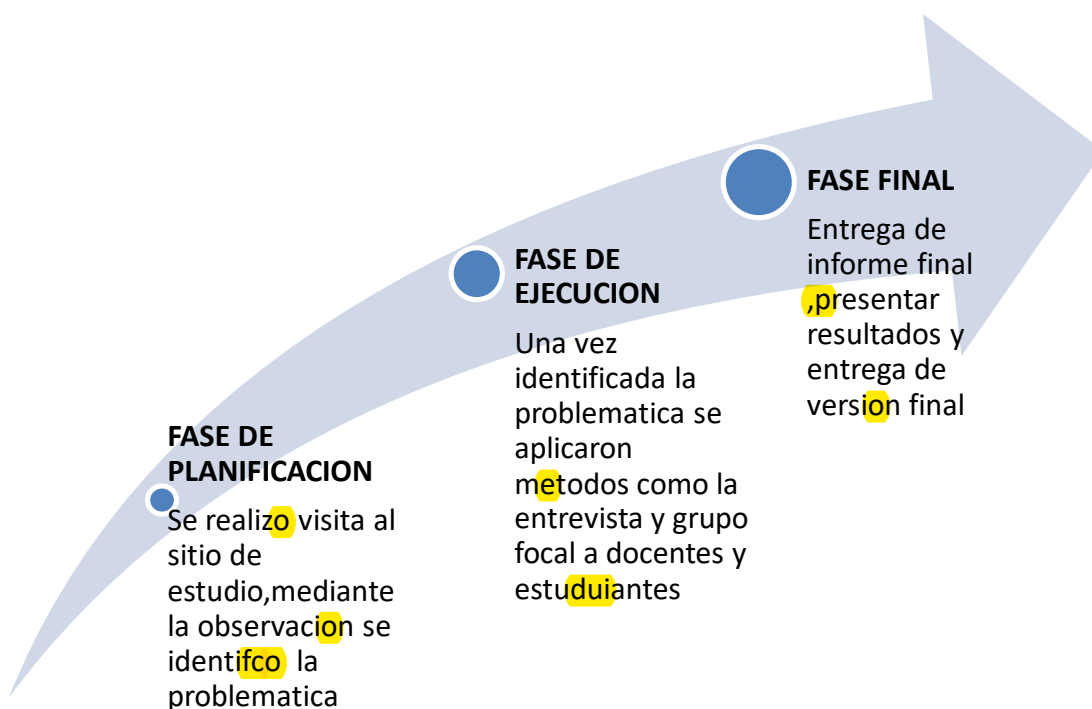 FASE DE
PLANIFICACION
Se realizo visita al
sitio de
estudio,mediante
la observacion se
identifco la
problematica
FASE DE
EJECUCION
Una vez
identificada la
problematica se
aplicaron
metodos como la
entrevista y grupo
focal a docentes y
estuduiantes
FASE FINAL
Entrega de
informe final
,presentar
resultados y
entrega de
version final